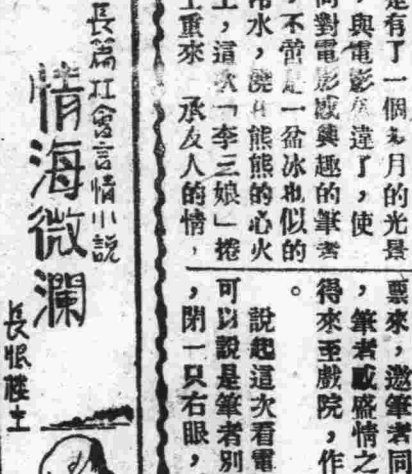 是有了一個多月的光景
，與電影久違了，使
向對電影感興趣的筆者
，不啻是一盆冰也似的
冷水，澆熊熊的心火
上，這次「李三娘」捲
土重來 承友人的情，
票來，邀筆者同
，筆者感盛情之
得來至戲院，作
。
說起這次看電
可以說是筆者別
，閉一只右眼，
長篇社會言情小說
情海微瀾
長恨樓主